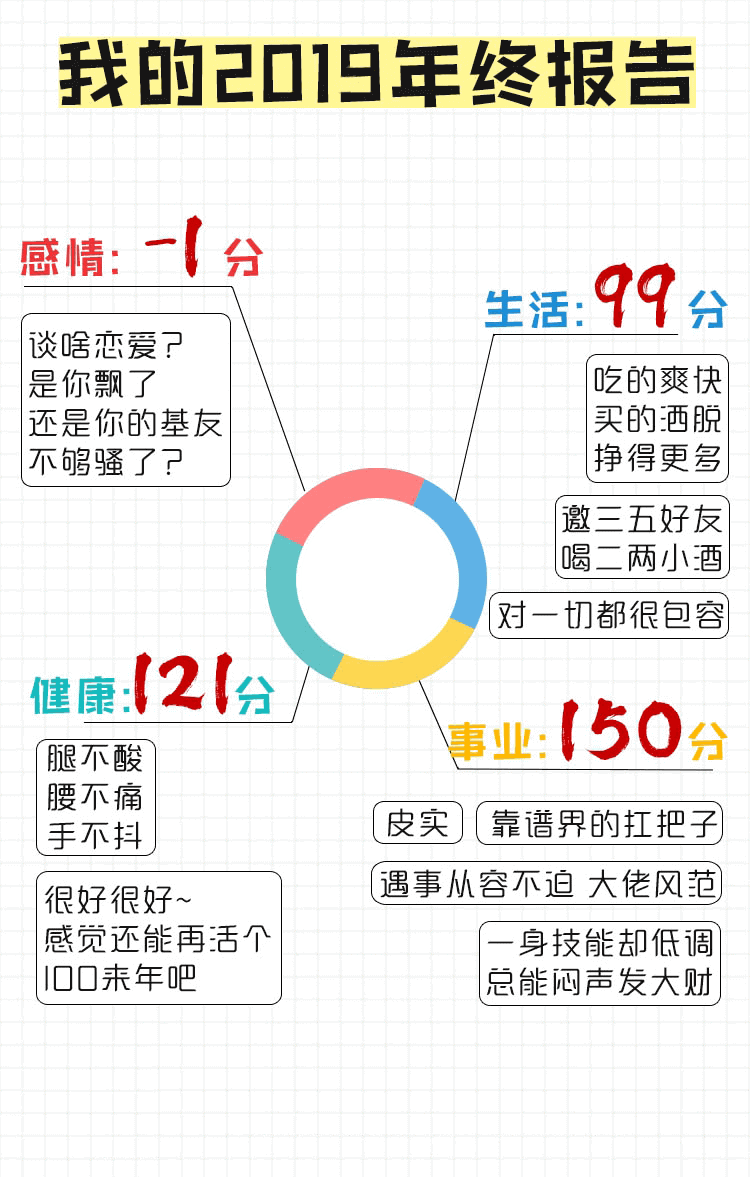 我的2019年终报告
感情: -1 分
谈啥恋爱?
是你飘了
还是你的基友
不够骚了?
生活: 99 分
吃的爽快
买的洒脱
挣得更多
邀三五好友
喝二两小酒
对一切都很包容
健康: 121 分
腿不酸
腰不痛
手不抖
很好很好~
感觉还能再活个
100来年吧
事业: 150 分
皮实
靠谱界的扛把子
遇事从容不迫 大佬风范
一身技能却低调
总能闷声发大财